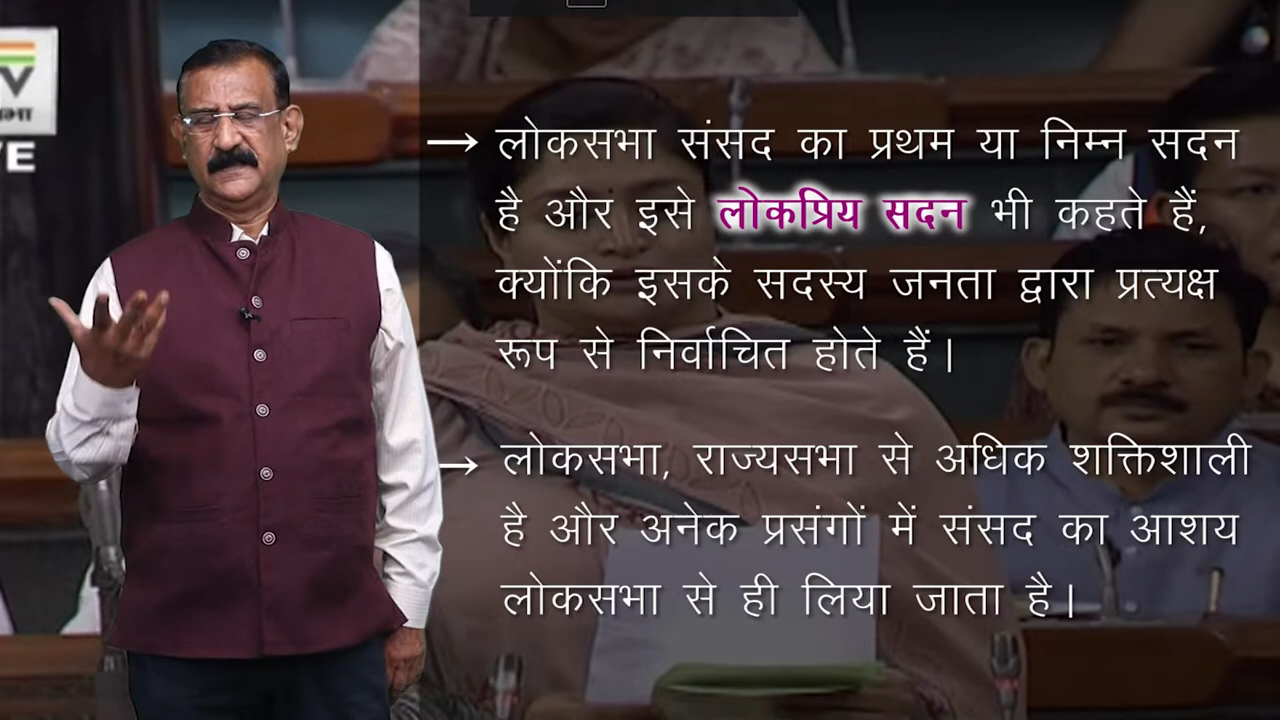 V
VE
लोकसभा संसद का प्रथम या निम्न सदन
है और इसे लोकप्रिय सदन भी कहते हैं,
क्योंकि इसके सदस्य जनता द्वारा प्रत्यक्ष
रूप से निर्वाचित होते हैं।
लोकसभा, राज्यसभा से अधिक शक्तिशाली
है और अनेक प्रसंगों में संसद का आशय
लोकसभा से ही लिया जाता है।